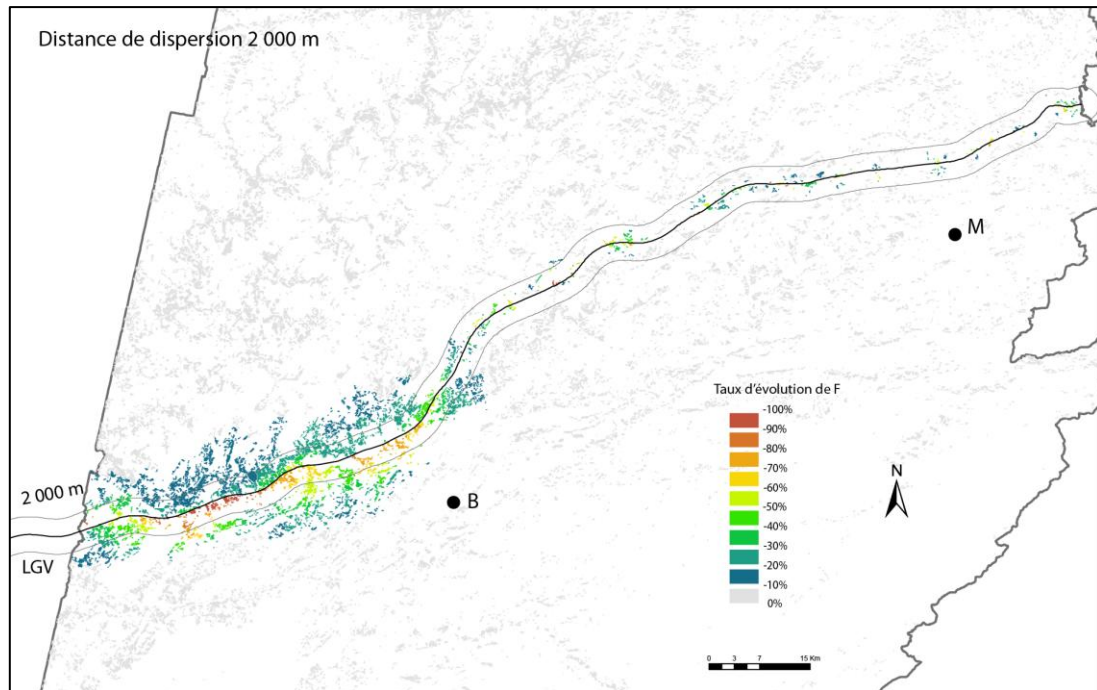 Distance de dispersion 2 000 m
M
Taux d'évolution de F
-100%
-90%
-80%
-70%
-60%
-50%
-40%
-30%
-20%
-10%
0%
N
2 000 m
B
LGV
0 3 7 15 Km